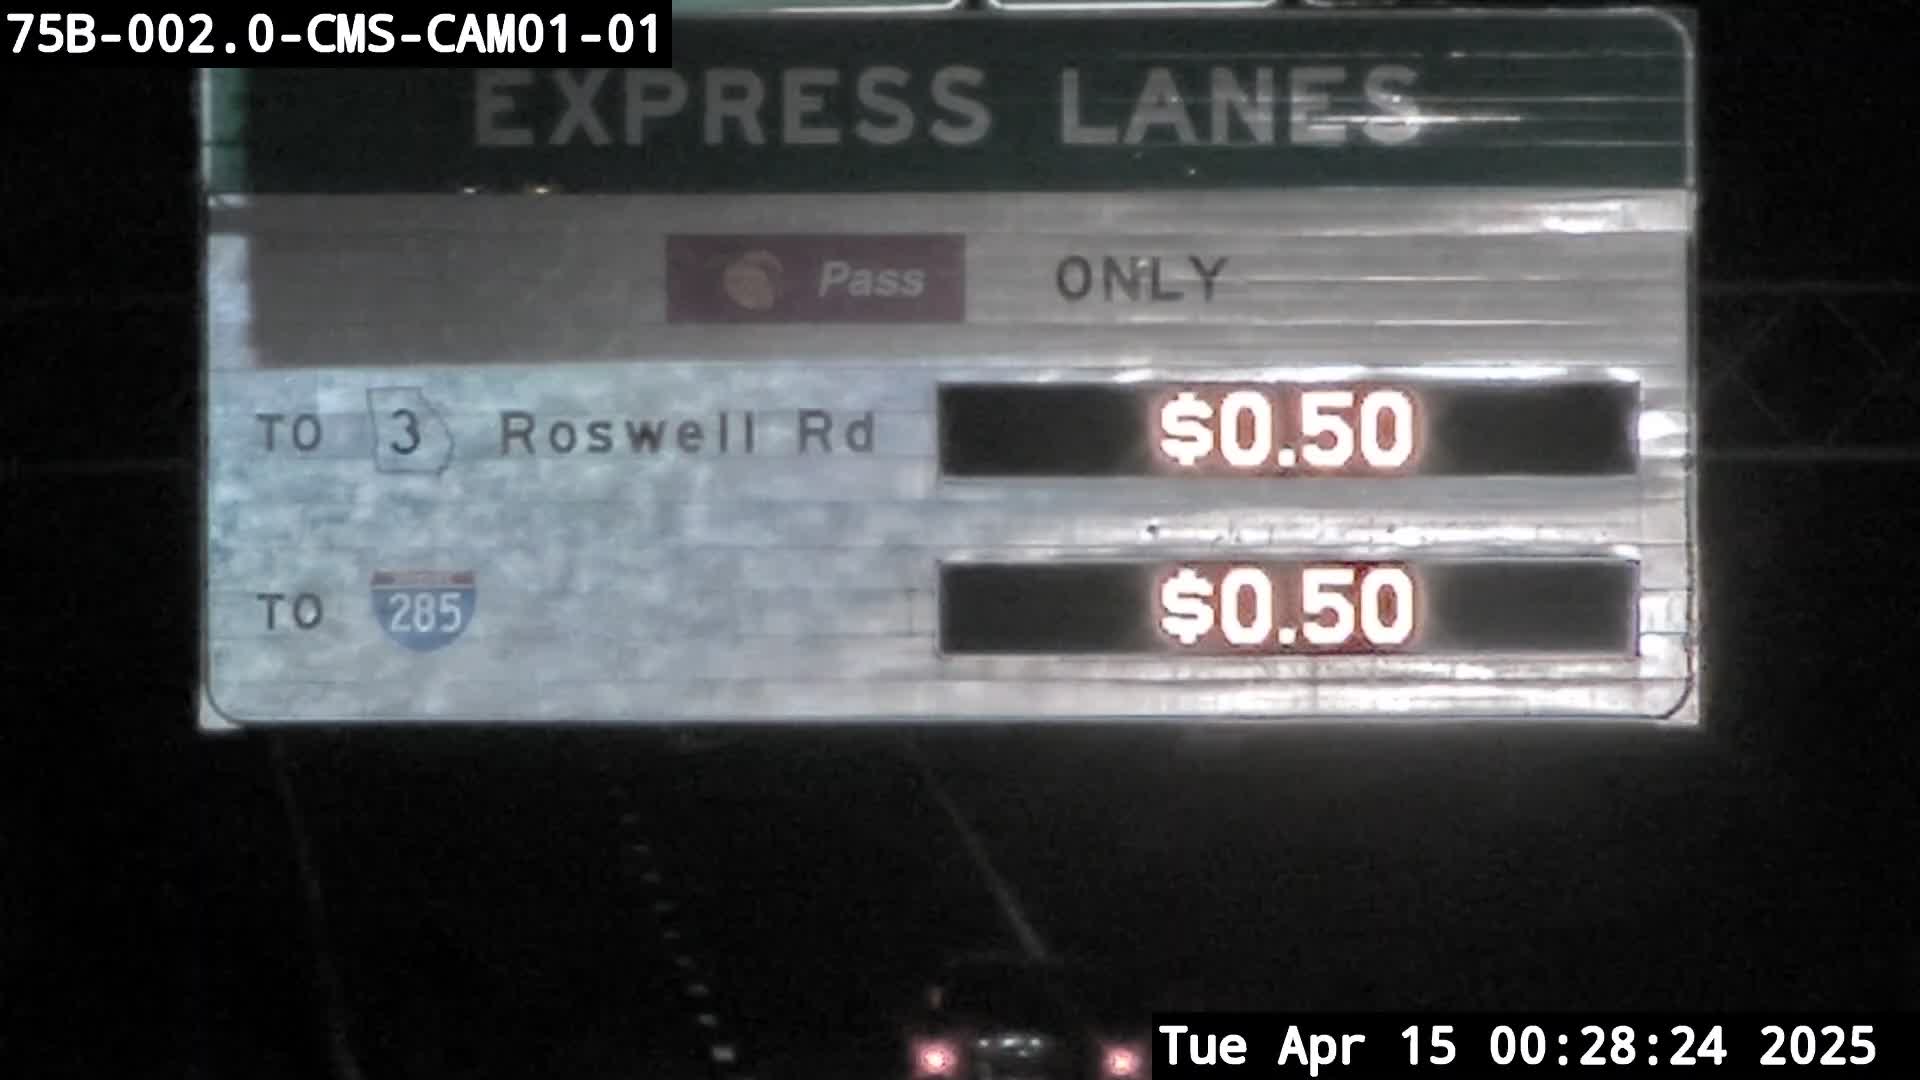 75B-002.0-CMS-CAM01-01
EXPRESS LANES
Pass ONLY
TO 3 Roswell Rd $0.50
TO 285 $0.50
Tue Apr 15 00:28:24 2025